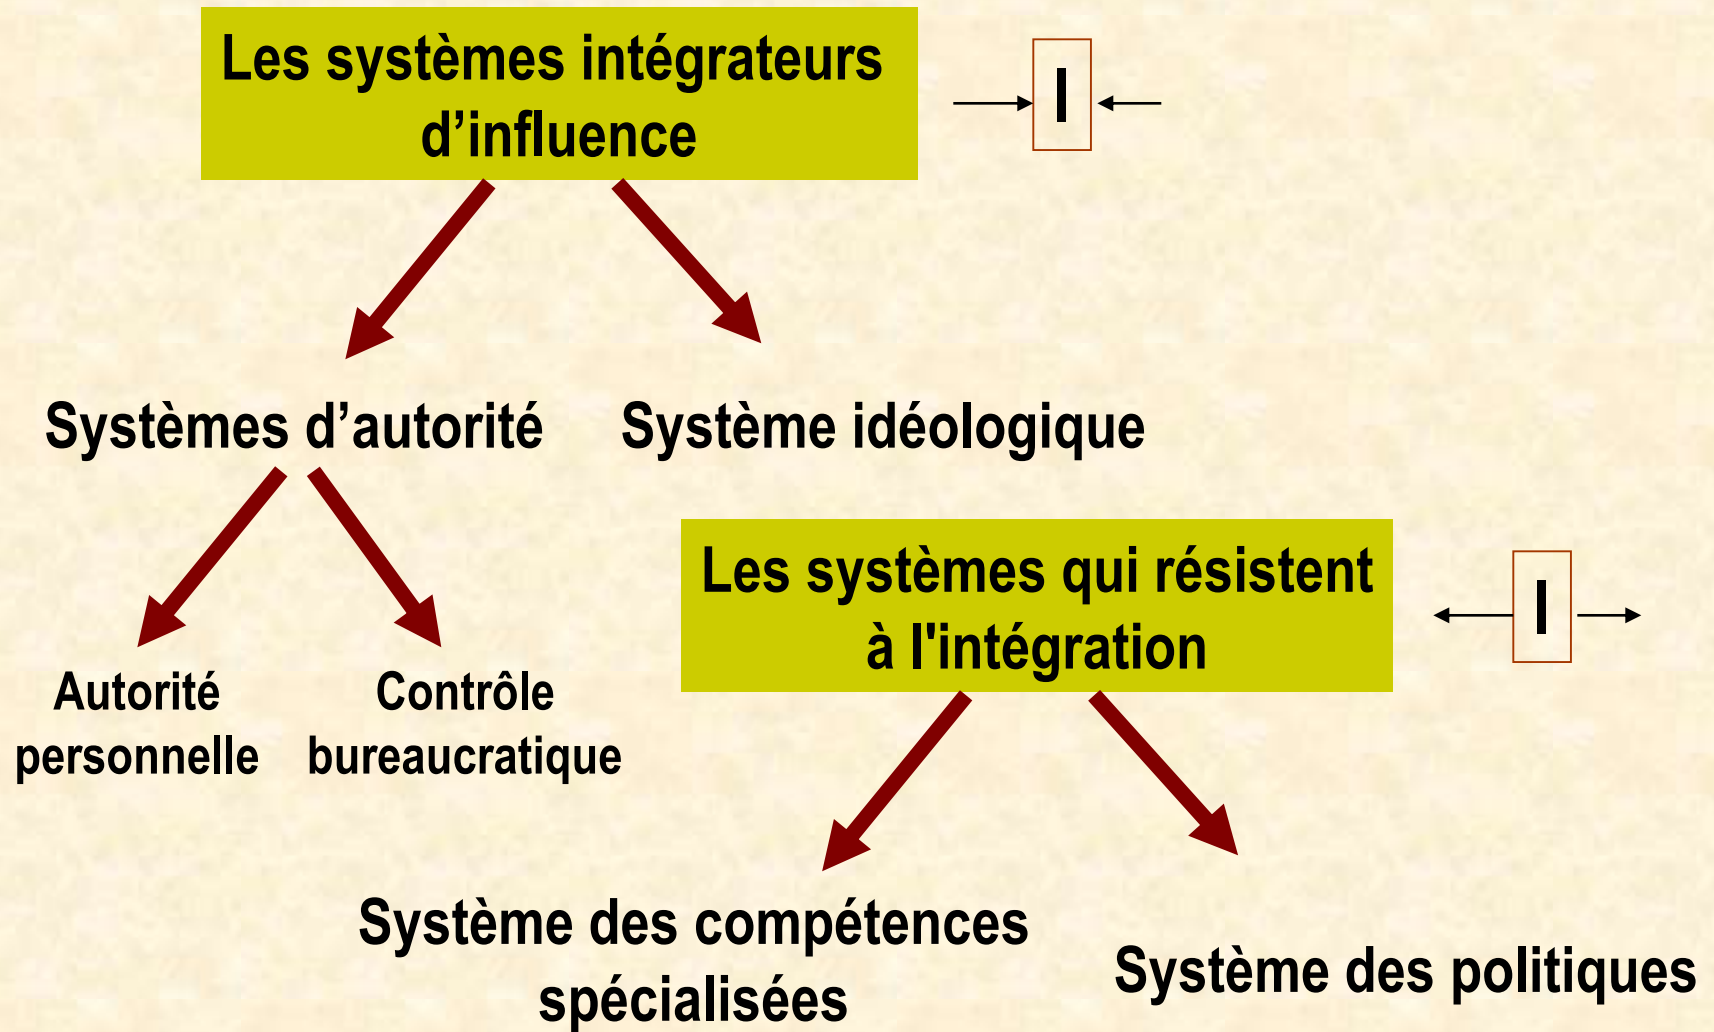 Les systèmes intégrateurs
d’influence
I
Systèmes d’autorité
Système idéologique
Autorité
personnelle
Contrôle
bureaucratique
Les systèmes qui résistent
à l'intégration
I
Système des compétences
spécialisées
Système des politiques